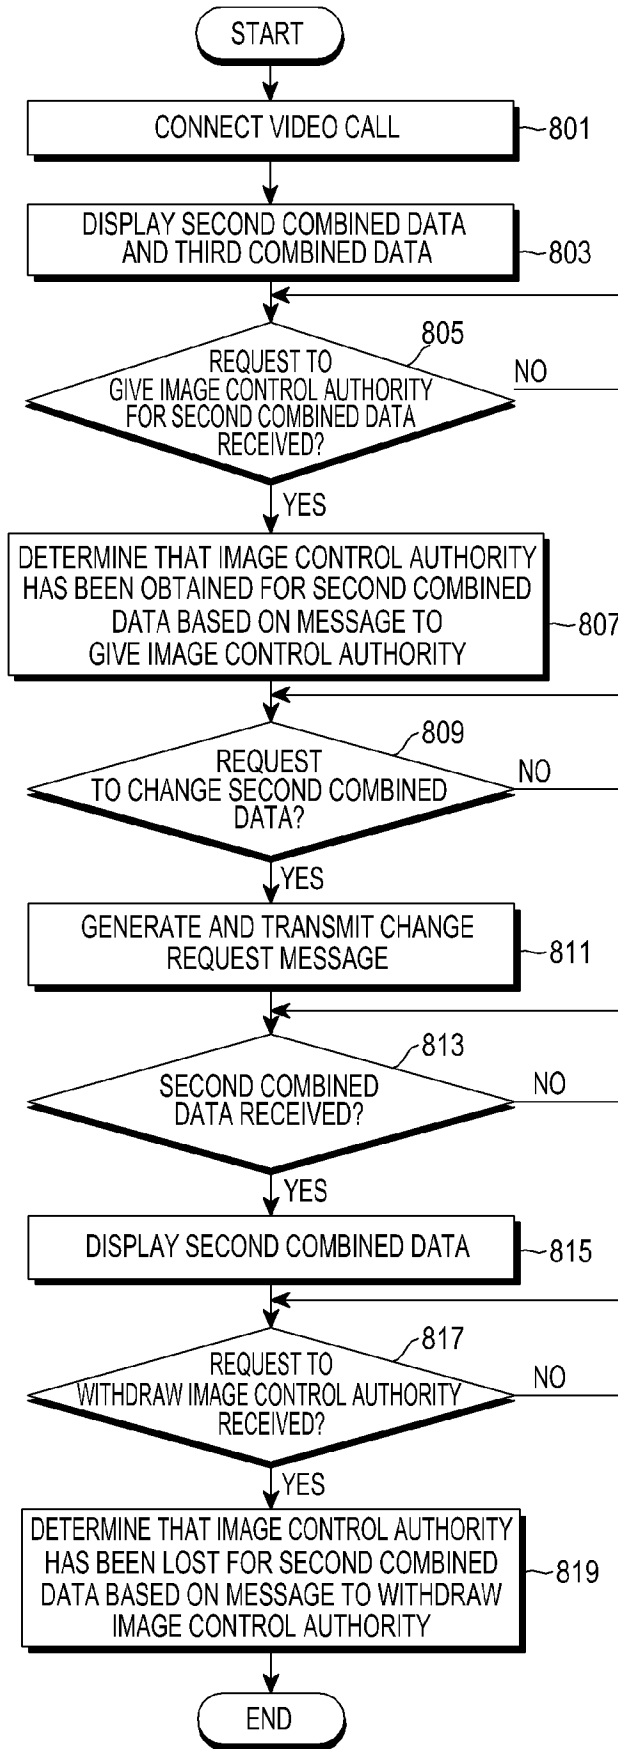 START
CONNECT VIDEO CALL
801
DISPLAY SECOND COMBINED DATA
AND THIRD COMBINED DATA
803
805
REQUEST TO
GIVE IMAGE CONTROL AUTHORITY
FOR SECOND COMBINED DATA
RECEIVED?
NO
YES
DETERMINE THAT IMAGE CONTROL AUTHORITY
HAS BEEN OBTAINED FOR SECOND COMBINED
DATA BASED ON MESSAGE TO
GIVE IMAGE CONTROL AUTHORITY
807
809
REQUEST
TO CHANGE SECOND COMBINED
DATA?
NO
YES
GENERATE AND TRANSMIT CHANGE
REQUEST MESSAGE
811
813
SECOND COMBINED
DATA RECEIVED?
NO
YES
DISPLAY SECOND COMBINED DATA
815
817
REQUEST TO
WITHDRAW IMAGE CONTROL AUTHORITY
RECEIVED?
NO
YES
DETERMINE THAT IMAGE CONTROL AUTHORITY
HAS BEEN LOST FOR SECOND COMBINED
DATA BASED ON MESSAGE TO WITHDRAW
IMAGE CONTROL AUTHORITY
819
END